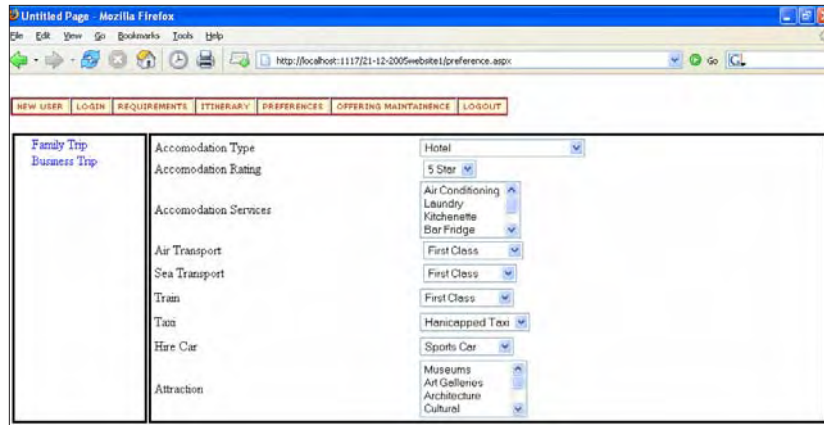 Untitled Page - Mozilla Firefox
File Edit View Go Bookmarks Tools Help
http://localhost:1117/21-12-2005website1/preference.aspx Go
NEW USER LOGIN REQUIREMENTS ITINERARY PREFERENCES OFFERING MAINTAINENCE LOGOUT
Family Trip
Business Trip
Accomodation Type Hotel
Accomodation Rating 5 Star
Accomodation Services
Air Conditioning
Laundry
Kitchenette
Bar Fridge
Air Transport First Class
Sea Transport First Class
Train First Class
Taxi Hanicapped Taxi
Hire Car Sports Car
Attraction
Museums
Art Galleries
Architecture
Cultural